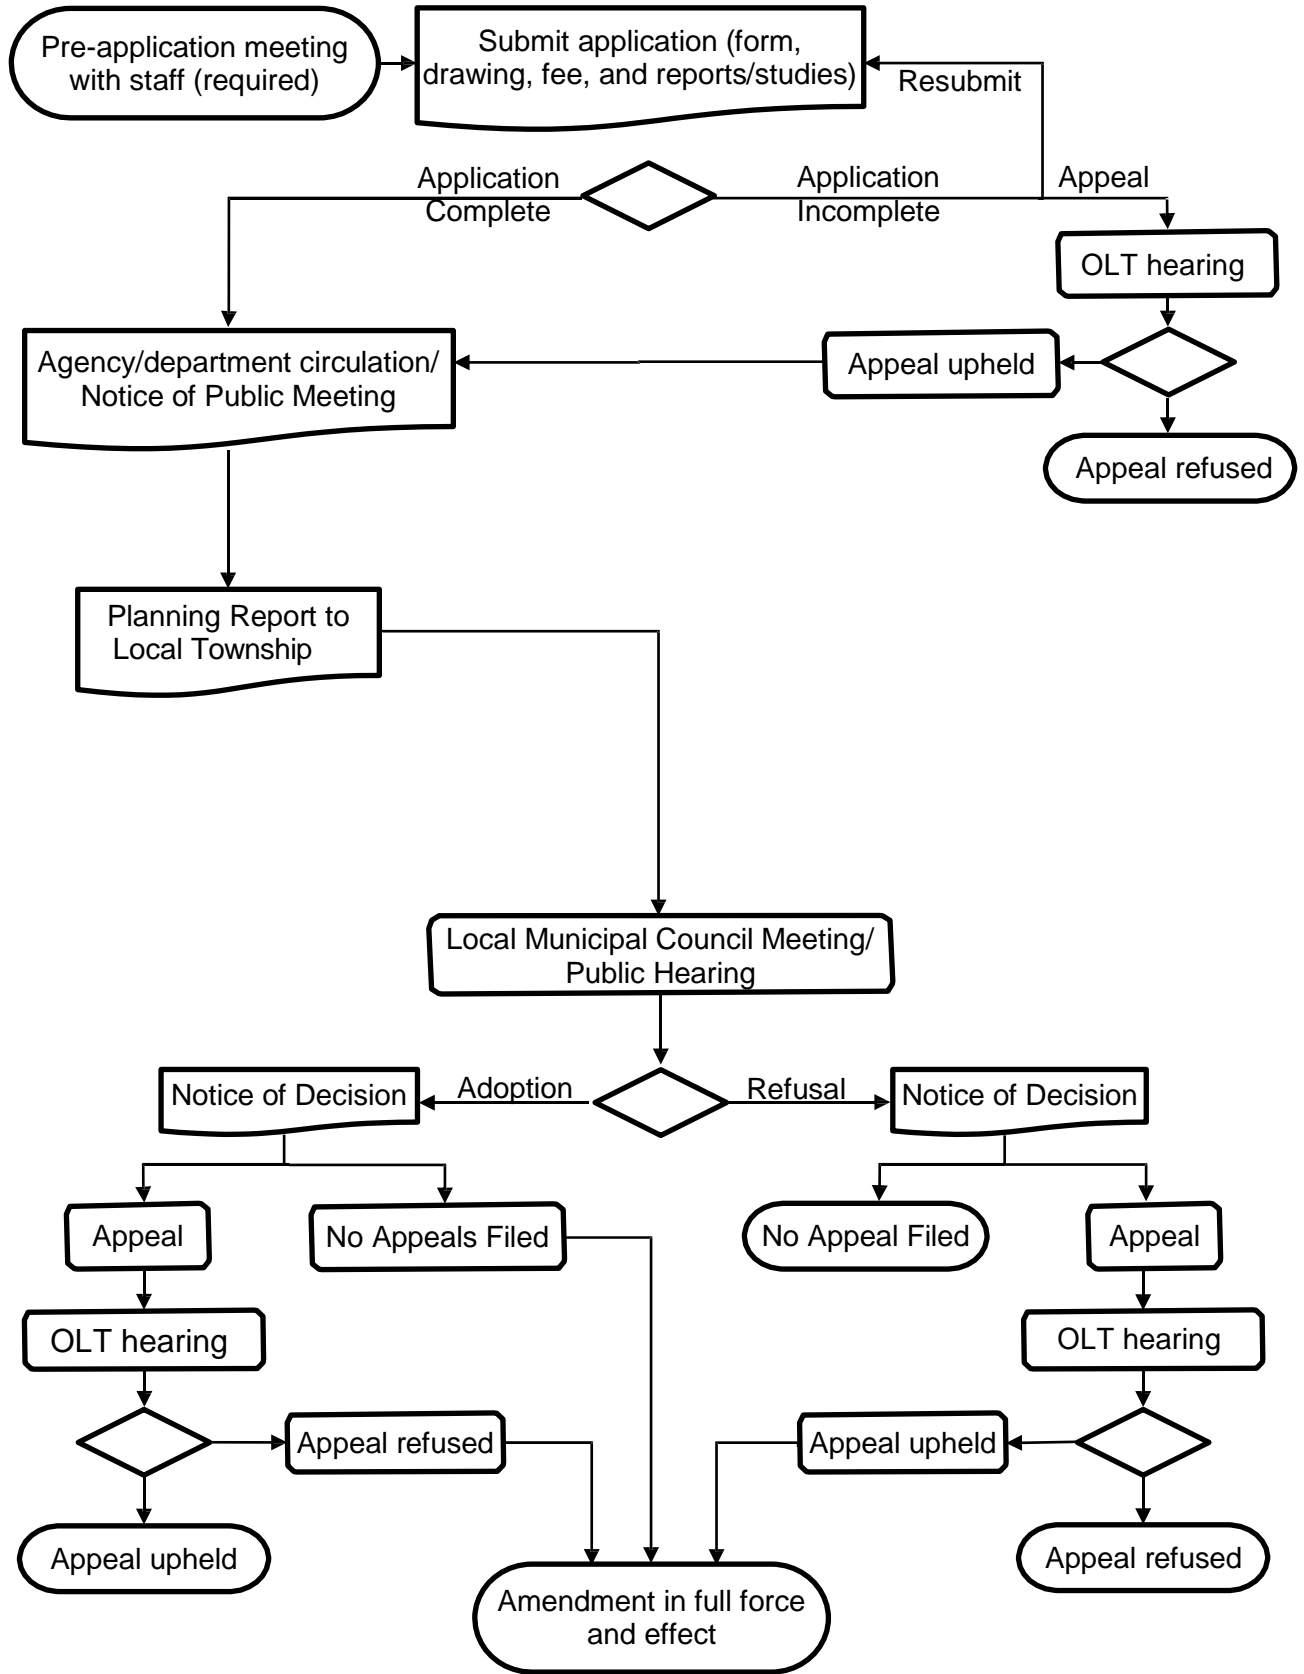 Pre-application meeting
with staff (required)
Submit application (form,
drawing, fee, and reports/studies)
Resubmit
Application
Complete
Application
Incomplete
Appeal
OLT hearing
Agency/department circulation/
Notice of Public Meeting
Appeal upheld
Appeal refused
Planning Report to
Local Township
Local Municipal Council Meeting/
Public Hearing
Notice of Decision
Adoption
Refusal
Notice of Decision
Appeal
No Appeals Filed
No Appeal Filed
Appeal
OLT hearing
OLT hearing
Appeal refused
Appeal upheld
Appeal upheld
Appeal refused
Amendment in full force
and effect